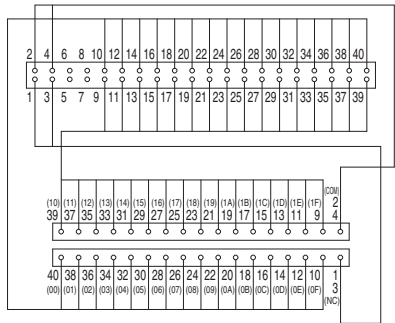 2 4 6 8 10 12 14 16 18 20 22 24 26 28 30 32 34 36 38 40
1 3 5 7 9 11 13 15 17 19 21 23 25 27 29 31 33 35 37 39
(10) (11) (12) (13) (14) (15) (16) (17) (18) (19) (1A) (1B) (1C) (1D) (1E) (1F) (COM)
39 37 35 33 31 29 27 25 23 21 19 17 15 13 11 9 2 4
40 38 36 34 32 30 28 26 24 22 20 18 16 14 12 10 1 3
(00) (01) (02) (03) (04) (05) (06) (07) (08) (09) (0A) (0B) (0C) (0D) (0E) (0F) (NC)